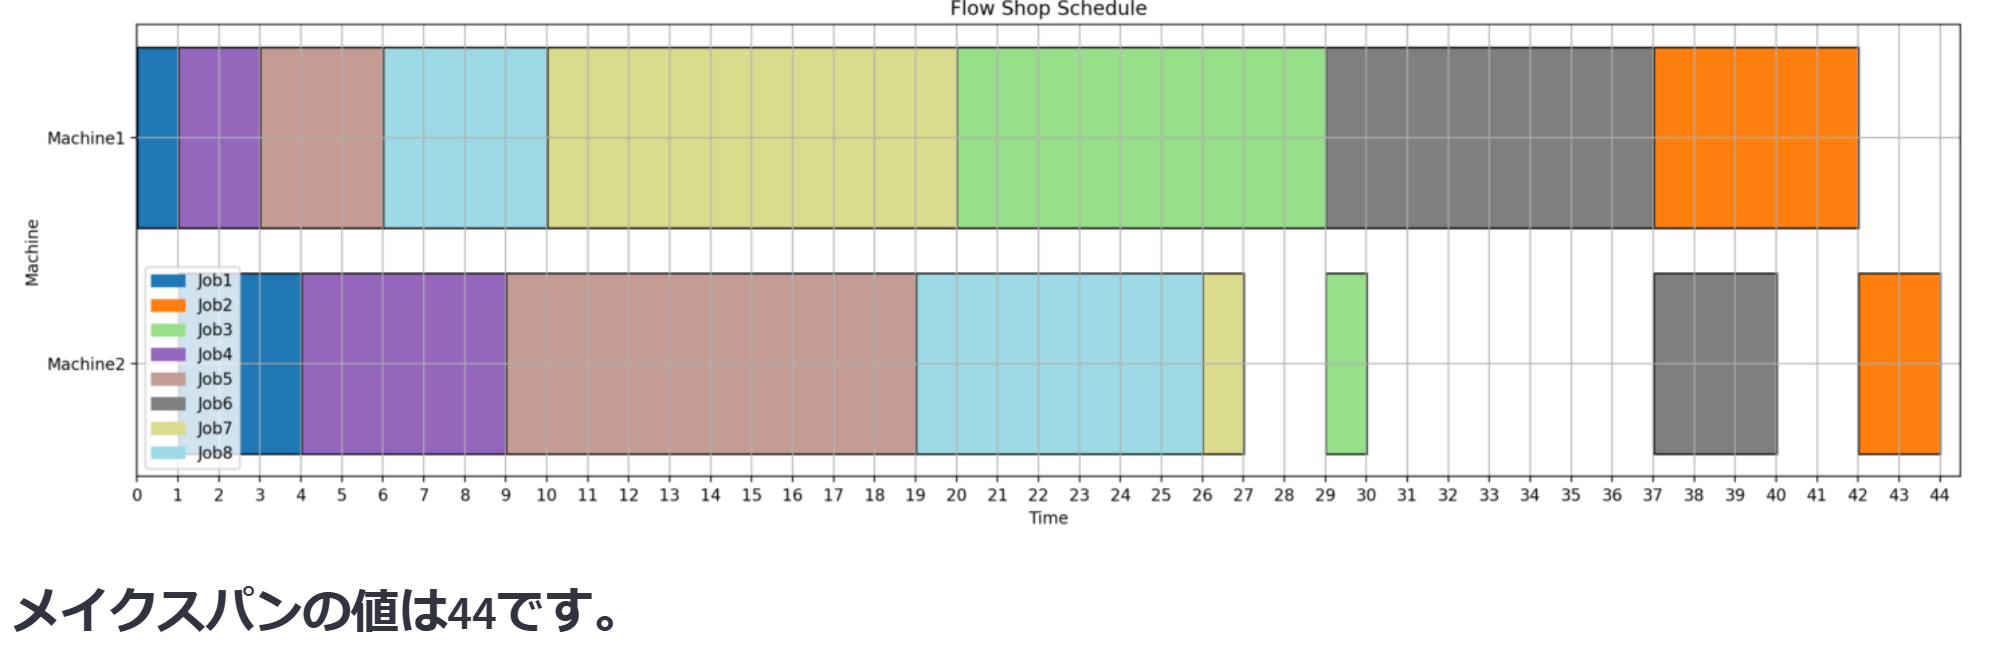 Flow Shop Schedule
Machine1
Machine
Job1
Job2
Job3
Job4
Job5
Job6
Job7
Job8
Machine2
0 1 2 3 4 5 6 7 8 9 10 11 12 13 14 15 16 17 18 19 20 21 22 23 24 25 26 27 28 29 30 31 32 33 34 35 36 37 38 39 40 41 42 43 44
Time
メイクスパンの値は44です。